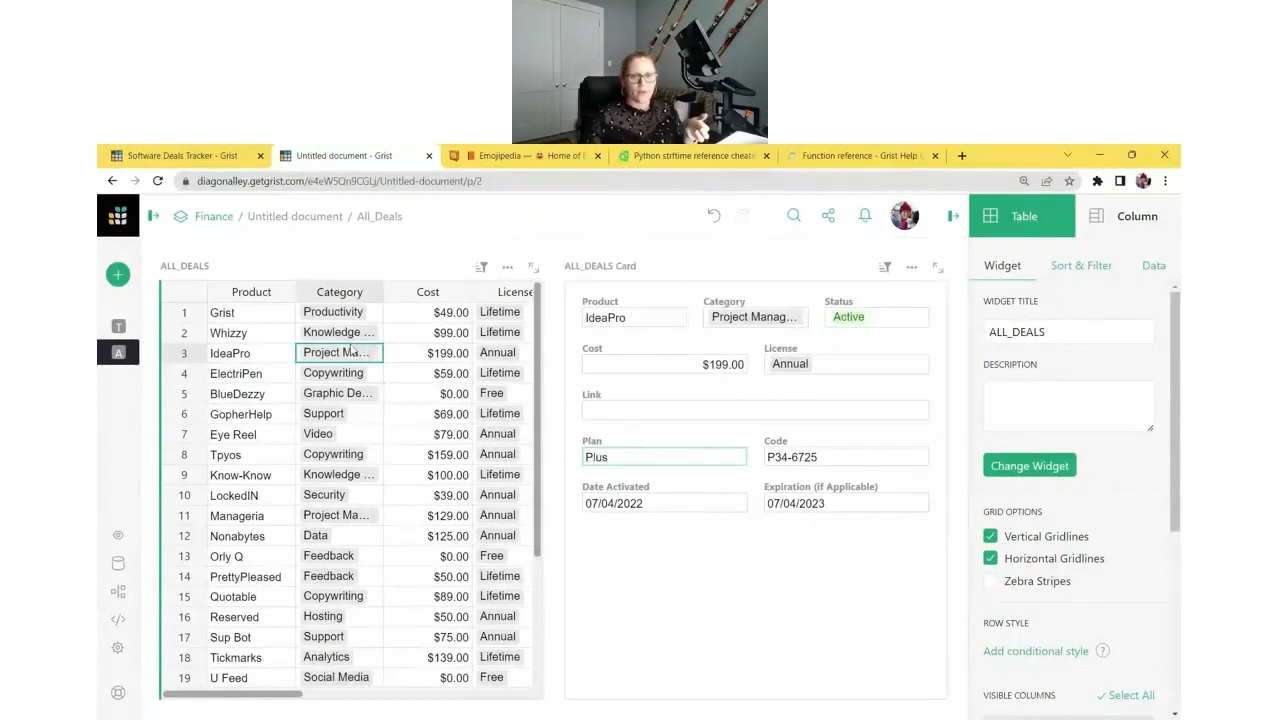 Software Deals Tracker - Grist
Untitled document - Grist
Emojipedia — 😃 Home of E
Python strftime reference cheats
Function reference - Grist Help
diagonalley.getgrist.com/e4eW5Qn9CGLj/Untitled-document/p/2
Finance / Untitled document / All_Deals
Table
Column
ALL_DEALS
Product Category Cost License
1 Grist Productivity $49.00 Lifetime
2 Whizzy Knowledge ... $99.00 Lifetime
3 IdeaPro Project Ma... $199.00 Annual
4 ElectriPen Copywriting $59.00 Lifetime
5 BlueDezzy Graphic De... $0.00 Free
6 GopherHelp Support $69.00 Lifetime
7 Eye Reel Video $79.00 Annual
8 Tpyos Copywriting $159.00 Annual
9 Know-Know Knowledge ... $100.00 Lifetime
10 LockedIN Security $39.00 Annual
11 Manageria Project Ma... $129.00 Annual
12 Nonabytes Data $125.00 Annual
13 Orly Q Feedback $0.00 Free
14 PrettyPleased Feedback $50.00 Lifetime
15 Quotable Copywriting $89.00 Lifetime
16 Reserved Hosting $50.00 Annual
17 Sup Bot Support $75.00 Annual
18 Tickmarks Analytics $139.00 Lifetime
19 U Feed Social Media $0.00 Free
T
A
ALL_DEALS Card
Product Category Status
IdeaPro Project Manag... Active
Cost License
$199.00 Annual
Link
Plan Code
Plus P34-6725
Date Activated Expiration (if Applicable)
07/04/2022 07/04/2023
Widget Sort & Filter Data
WIDGET TITLE
ALL_DEALS
DESCRIPTION
Change Widget
GRID OPTIONS
Vertical Gridlines
Horizontal Gridlines
Zebra Stripes
ROW STYLE
Add conditional style ?
VISIBLE COLUMNS ✓ Select All